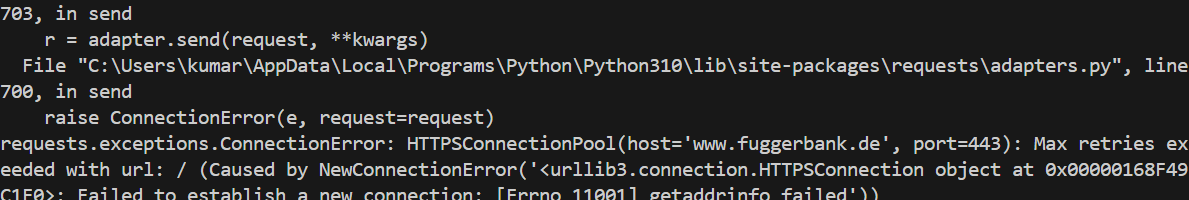 703, in send
    r = adapter.send(request, **kwargs)
  File "C:\Users\kumar\AppData\Local\Programs\Python\Python310\lib\site-packages\requests\adapters.py", line
700, in send
    raise ConnectionError(e, request=request)
requests.exceptions.ConnectionError: HTTPSConnectionPool(host='www.fuggerbank.de', port=443): Max retries ex
eeded with url: / (Caused by NewConnectionError('<urllib3.connection.HTTPSConnection object at 0x00000168F49
C1F0>: Failed to establish a new connection: [Errno 11001] getaddrinfo failed'))